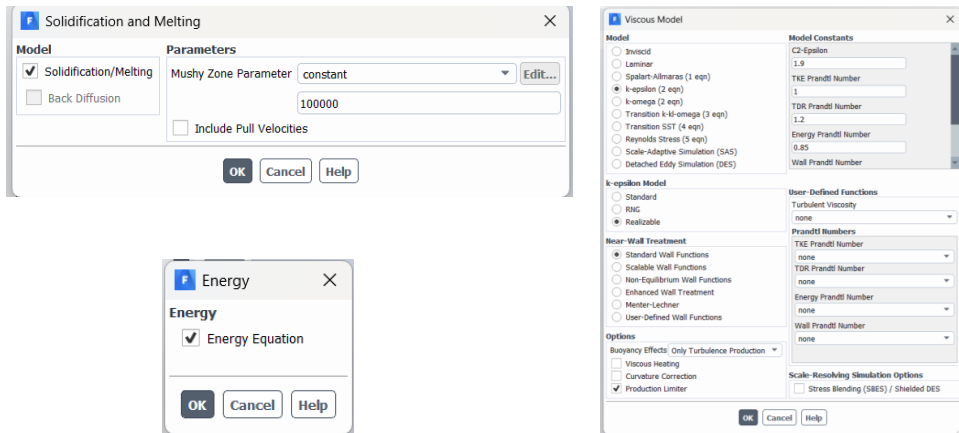 Solidification and Melting
Model
Solidification/Melting
Back Diffusion
Parameters
Mushy Zone Parameter constant Edit...
100000
Include Pull Velocities
OK Cancel Help
Energy
Energy
Energy Equation
OK Cancel Help
Viscous Model
Model
Inviscid
Laminar
Spalart-Allmaras (1 eqn)
k-epsilon (2 eqn)
k-omega (2 eqn)
Transition k-kl-omega (3 eqn)
Transition SST (4 eqn)
Reynolds Stress (5 eqn)
Scale-Adaptive Simulation (SAS)
Detached Eddy Simulation (DES)
k-epsilon Model
Standard
RNG
Realizable
Near-Wall Treatment
Standard Wall Functions
Scalable Wall Functions
Non-Equilibrium Wall Functions
Enhanced Wall Treatment
Menter-Lechner
User-Defined Wall Functions
Options
Buoyancy Effects Only Turbulence Production
Viscous Heating
Curvature Correction
Production Limiter
Model Constants
C2-Epsilon
1.9
TKE Prandtl Number
1
TDR Prandtl Number
1.2
Energy Prandtl Number
0.85
Wall Prandtl Number
User-Defined Functions
Turbulent Viscosity
none
Prandtl Numbers
TKE Prandtl Number
none
TDR Prandtl Number
none
Energy Prandtl Number
none
Wall Prandtl Number
none
Scale-Resolving Simulation Options
Stress Blending (SBES) / Shielded DES
OK Cancel Help